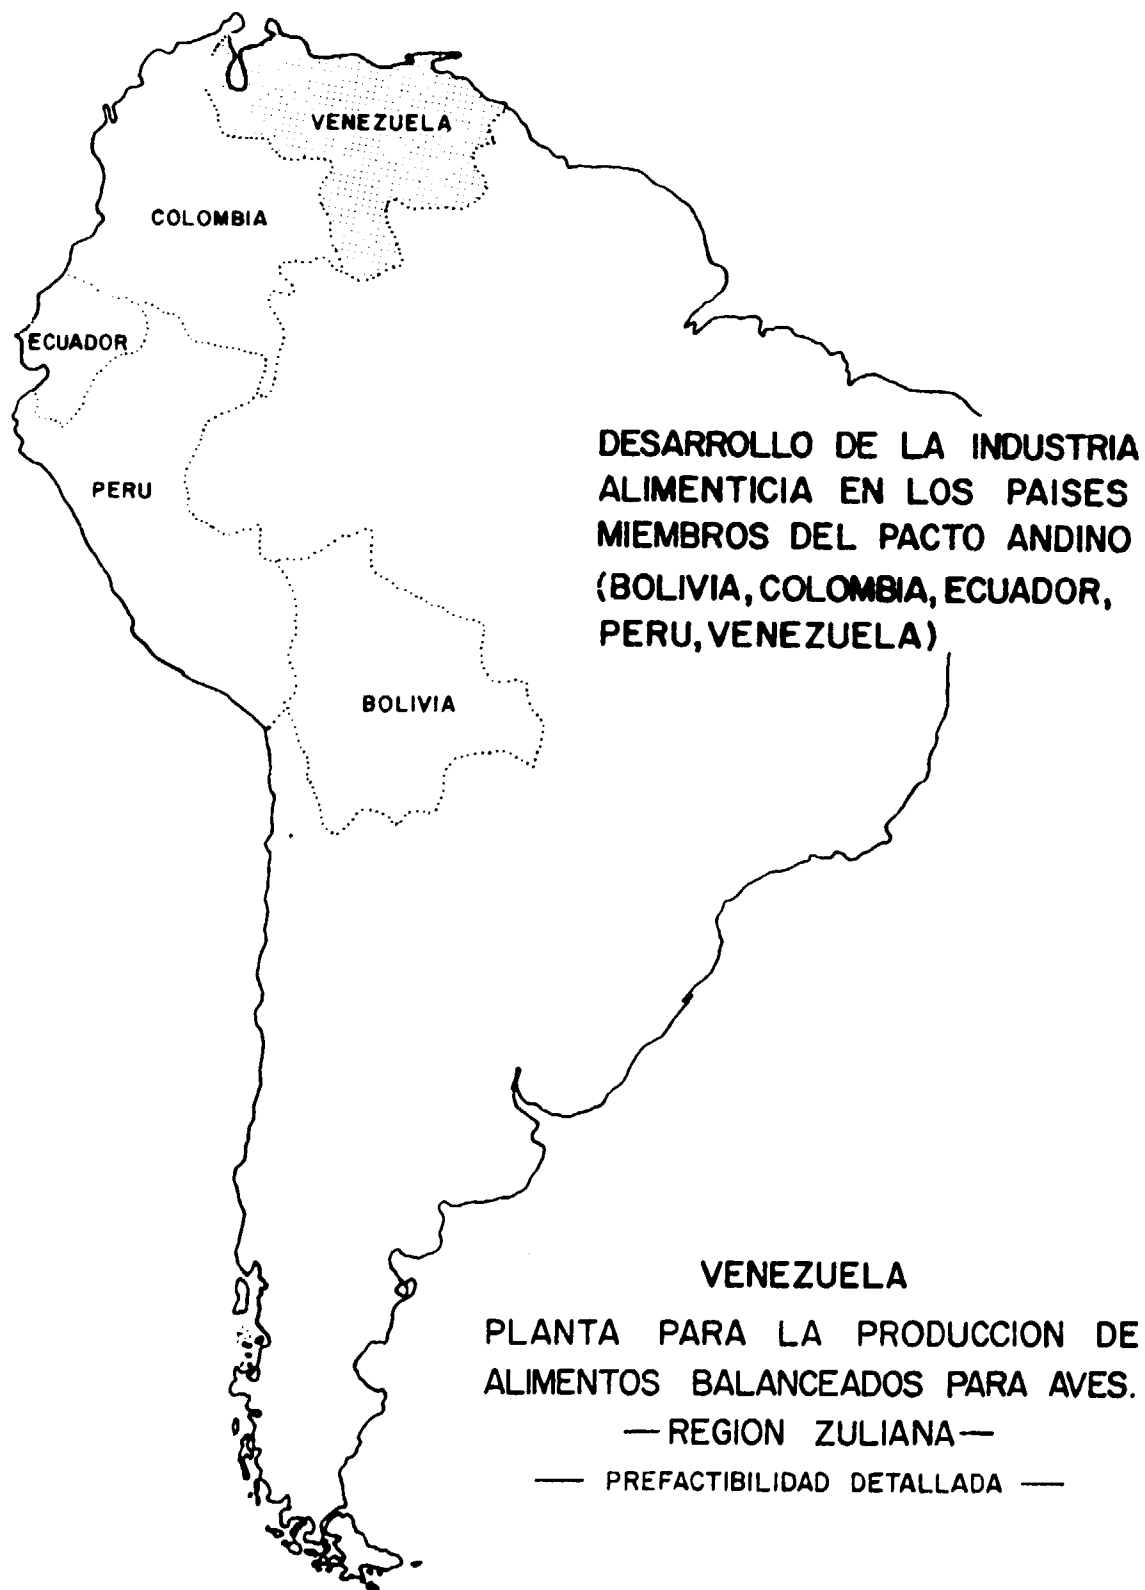 VENEZUELA
COLOMBIA
ECUADOR
PERU
DESARROLLO DE LA INDUSTRIA
ALIMENTICIA EN LOS PAISES
MIEMBROS DEL PACTO ANDINO
(BOLIVIA, COLOMBIA, ECUADOR,
PERU, VENEZUELA)
BOLIVIA
VENEZUELA
PLANTA PARA LA PRODUCCION DE
ALIMENTOS BALANCEADOS PARA AVES.
— REGION ZULIANA —
— PREFACTIBILIDAD DETALLADA —